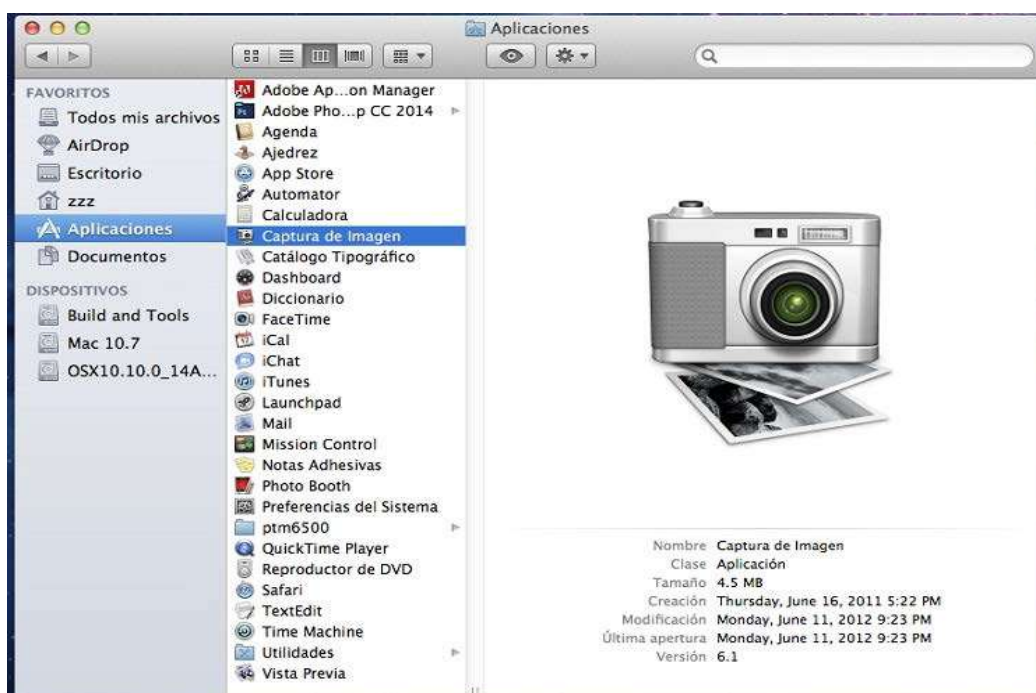 Aplicaciones
FAVORITOS
Todos mis archivos
AirDrop
Escritorio
zzz
Aplicaciones
Documentos
DISPOSITIVOS
Build and Tools
Mac 10.7
OSX10.10.0_14A...
Adobe Ap...on Manager
Adobe Pho...p CC 2014
Agenda
Ajedrez
App Store
Automator
Calculadora
Captura de Imagen
Catálogo Tipográfico
Dashboard
Diccionario
FaceTime
iCal
iChat
iTunes
Launchpad
Mail
Mission Control
Notas Adhesivas
Photo Booth
Preferencias del Sistema
ptm6500
QuickTime Player
Reproductor de DVD
Safari
TextEdit
Time Machine
Utilidades
Vista Previa
Nombre Captura de Imagen
Clase Aplicación
Tamaño 4.5 MB
Creación Thursday, June 16, 2011 5:22 PM
Modificación Monday, June 11, 2012 9:23 PM
Última apertura Monday, June 11, 2012 9:23 PM
Versión 6.1